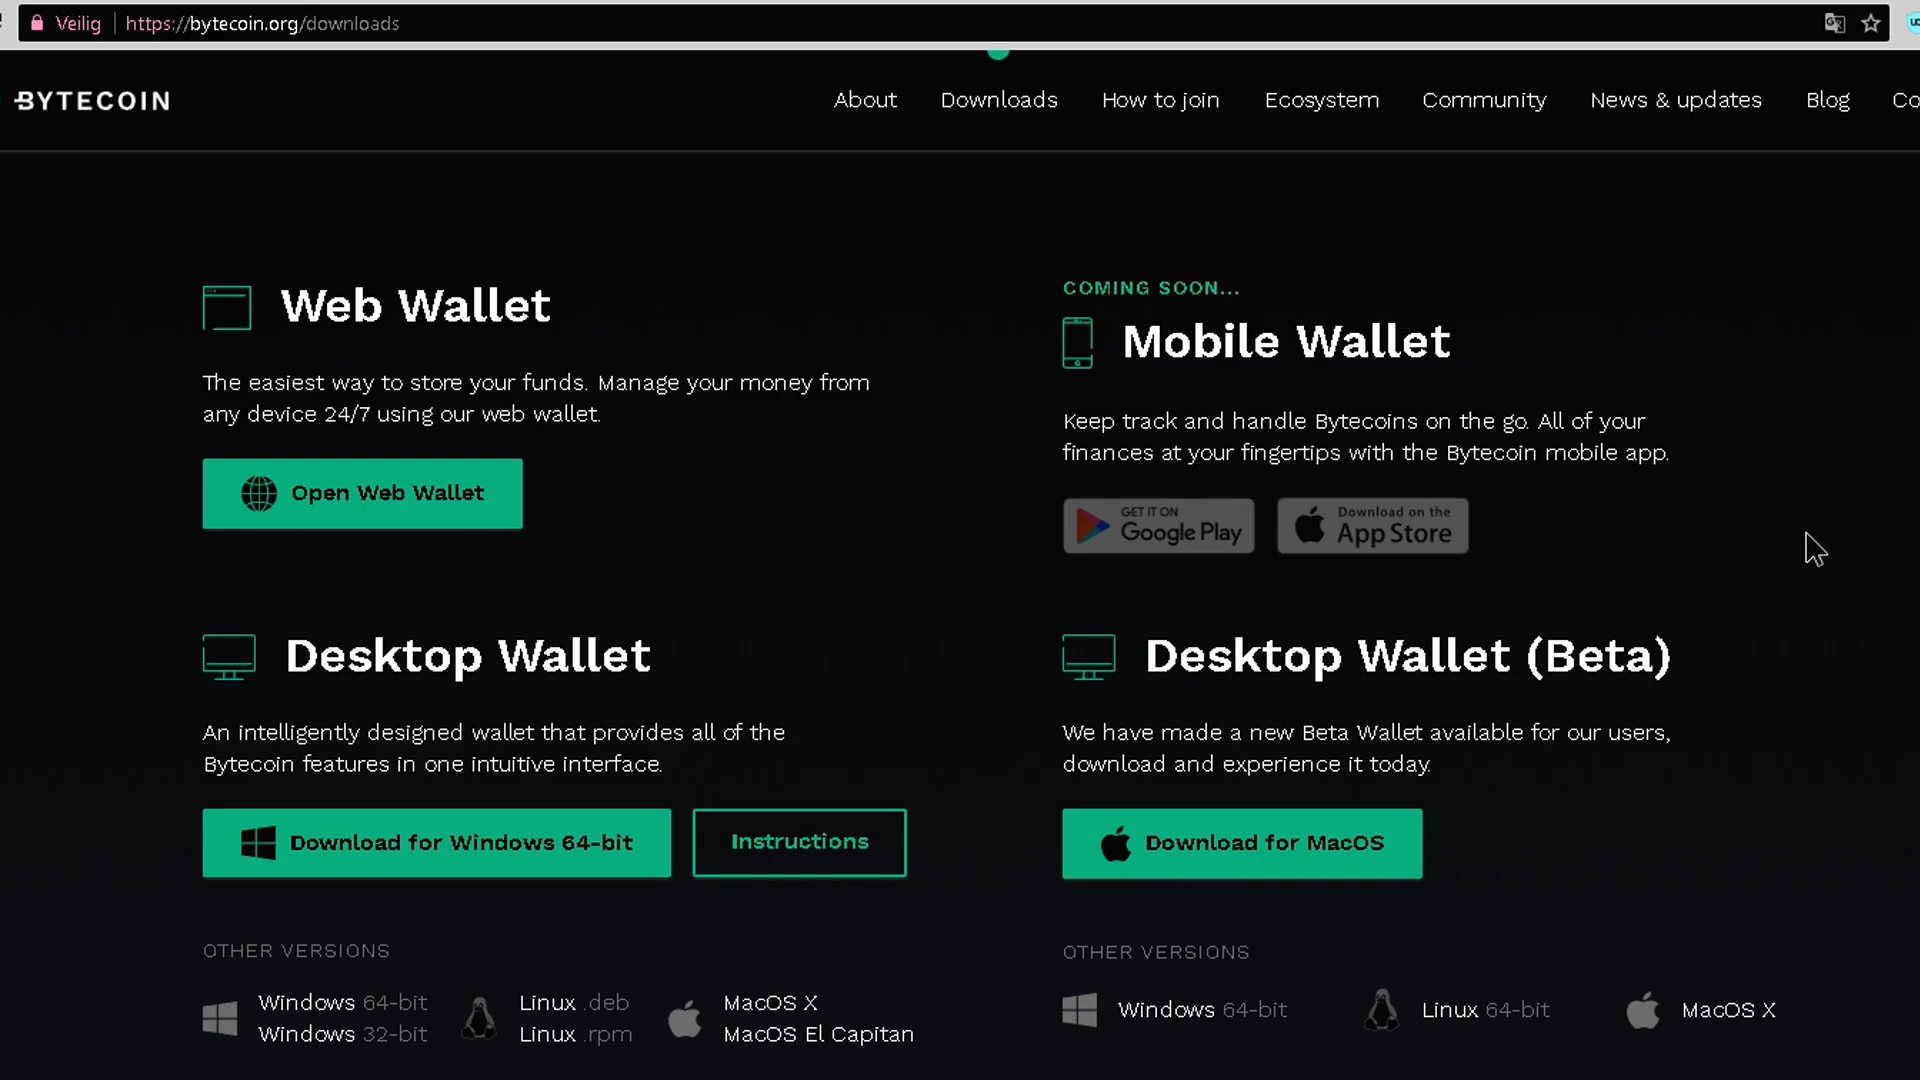 Veilig https://bytecoin.org/downloads
BYTECOIN
About Downloads How to join Ecosystem Community News & updates Blog
Web Wallet
The easiest way to store your funds. Manage your money from
any device 24/7 using our web wallet.
Open Web Wallet
COMING SOON...
Mobile Wallet
Keep track and handle Bytecoins on the go. All of your
finances at your fingertips with the Bytecoin mobile app.
GET IT ON
Google Play
Download on the
App Store
Desktop Wallet
An intelligently designed wallet that provides all of the
Bytecoin features in one intuitive interface.
Download for Windows 64-bit
Instructions
OTHER VERSIONS
Windows 64-bit
Windows 32-bit
Linux .deb
Linux .rpm
MacOS X
MacOS El Capitan
Desktop Wallet (Beta)
We have made a new Beta Wallet available for our users,
download and experience it today.
Download for MacOS
OTHER VERSIONS
Windows 64-bit
Linux 64-bit
MacOS X